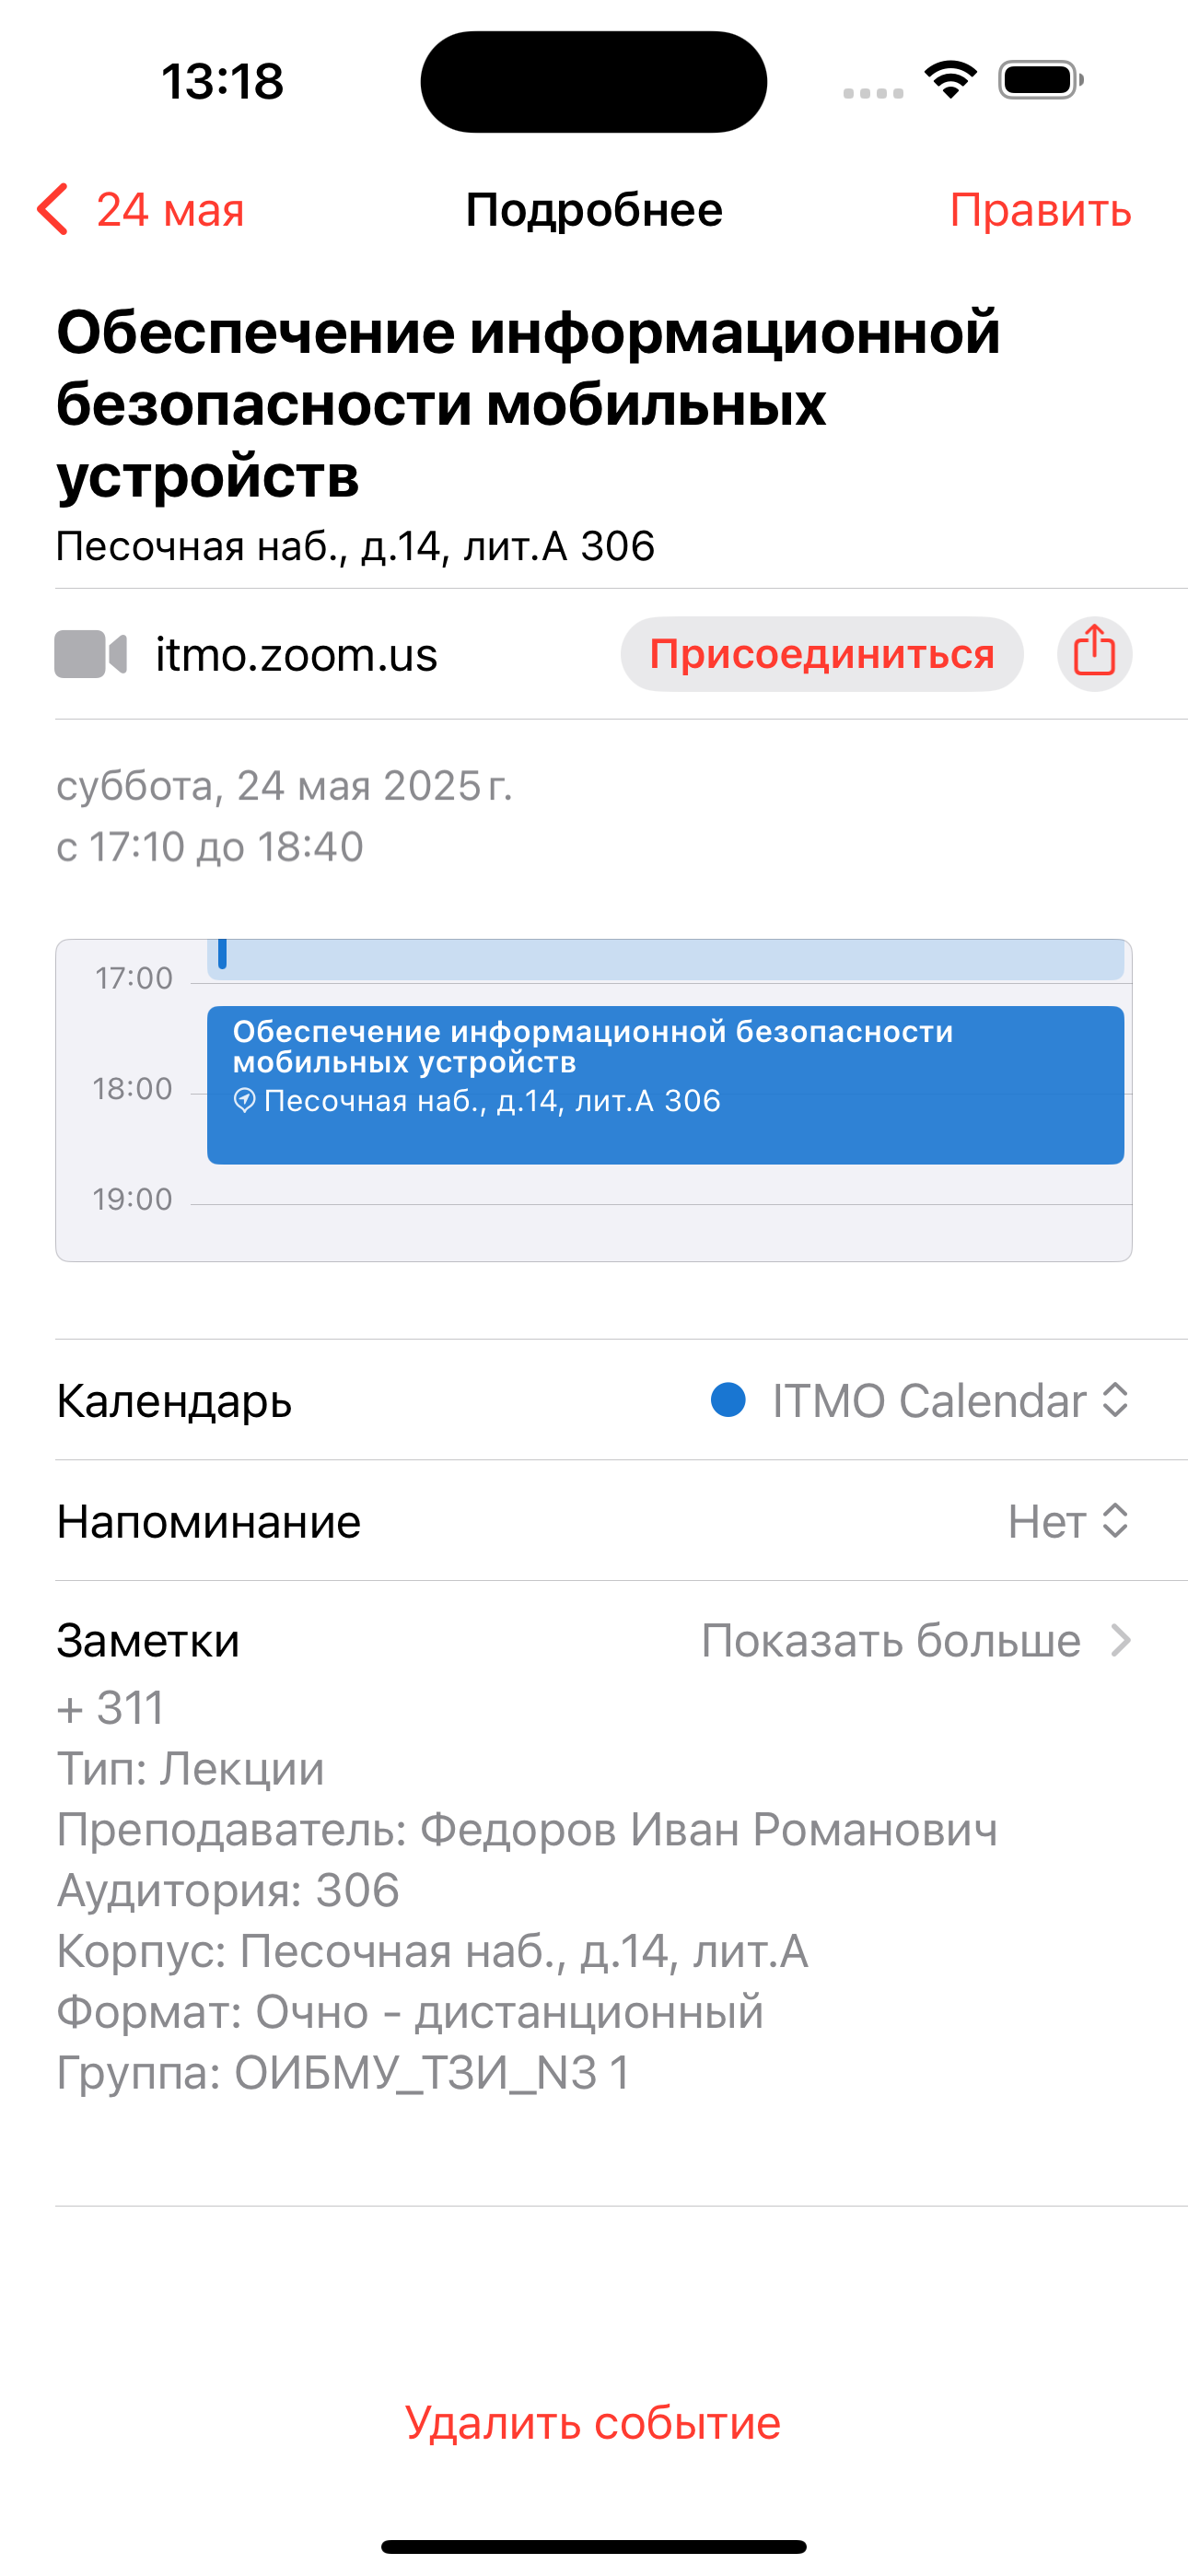 13:18
24 мая
Подробнее
Править
Обеспечение информационной
безопасности мобильных
устройств
Песочная наб., д.14, лит.А 306
itmo.zoom.us
Присоединиться
суббота, 24 мая 2025 г.
с 17:10 до 18:40
17:00
Обеспечение информационной безопасности
мобильных устройств
18:00
Песочная наб., д.14, лит.А 306
19:00
Календарь
ITMO Calendar
Напоминание
Нет
Заметки
Показать больше
+ 311
Тип: Лекции
Преподаватель: Федоров Иван Романович
Аудитория: 306
Корпус: Песочная наб., д.14, лит.А
Формат: Очно - дистанционный
Группа: ОИБМУ_ТЗИ_N3 1
Удалить событие